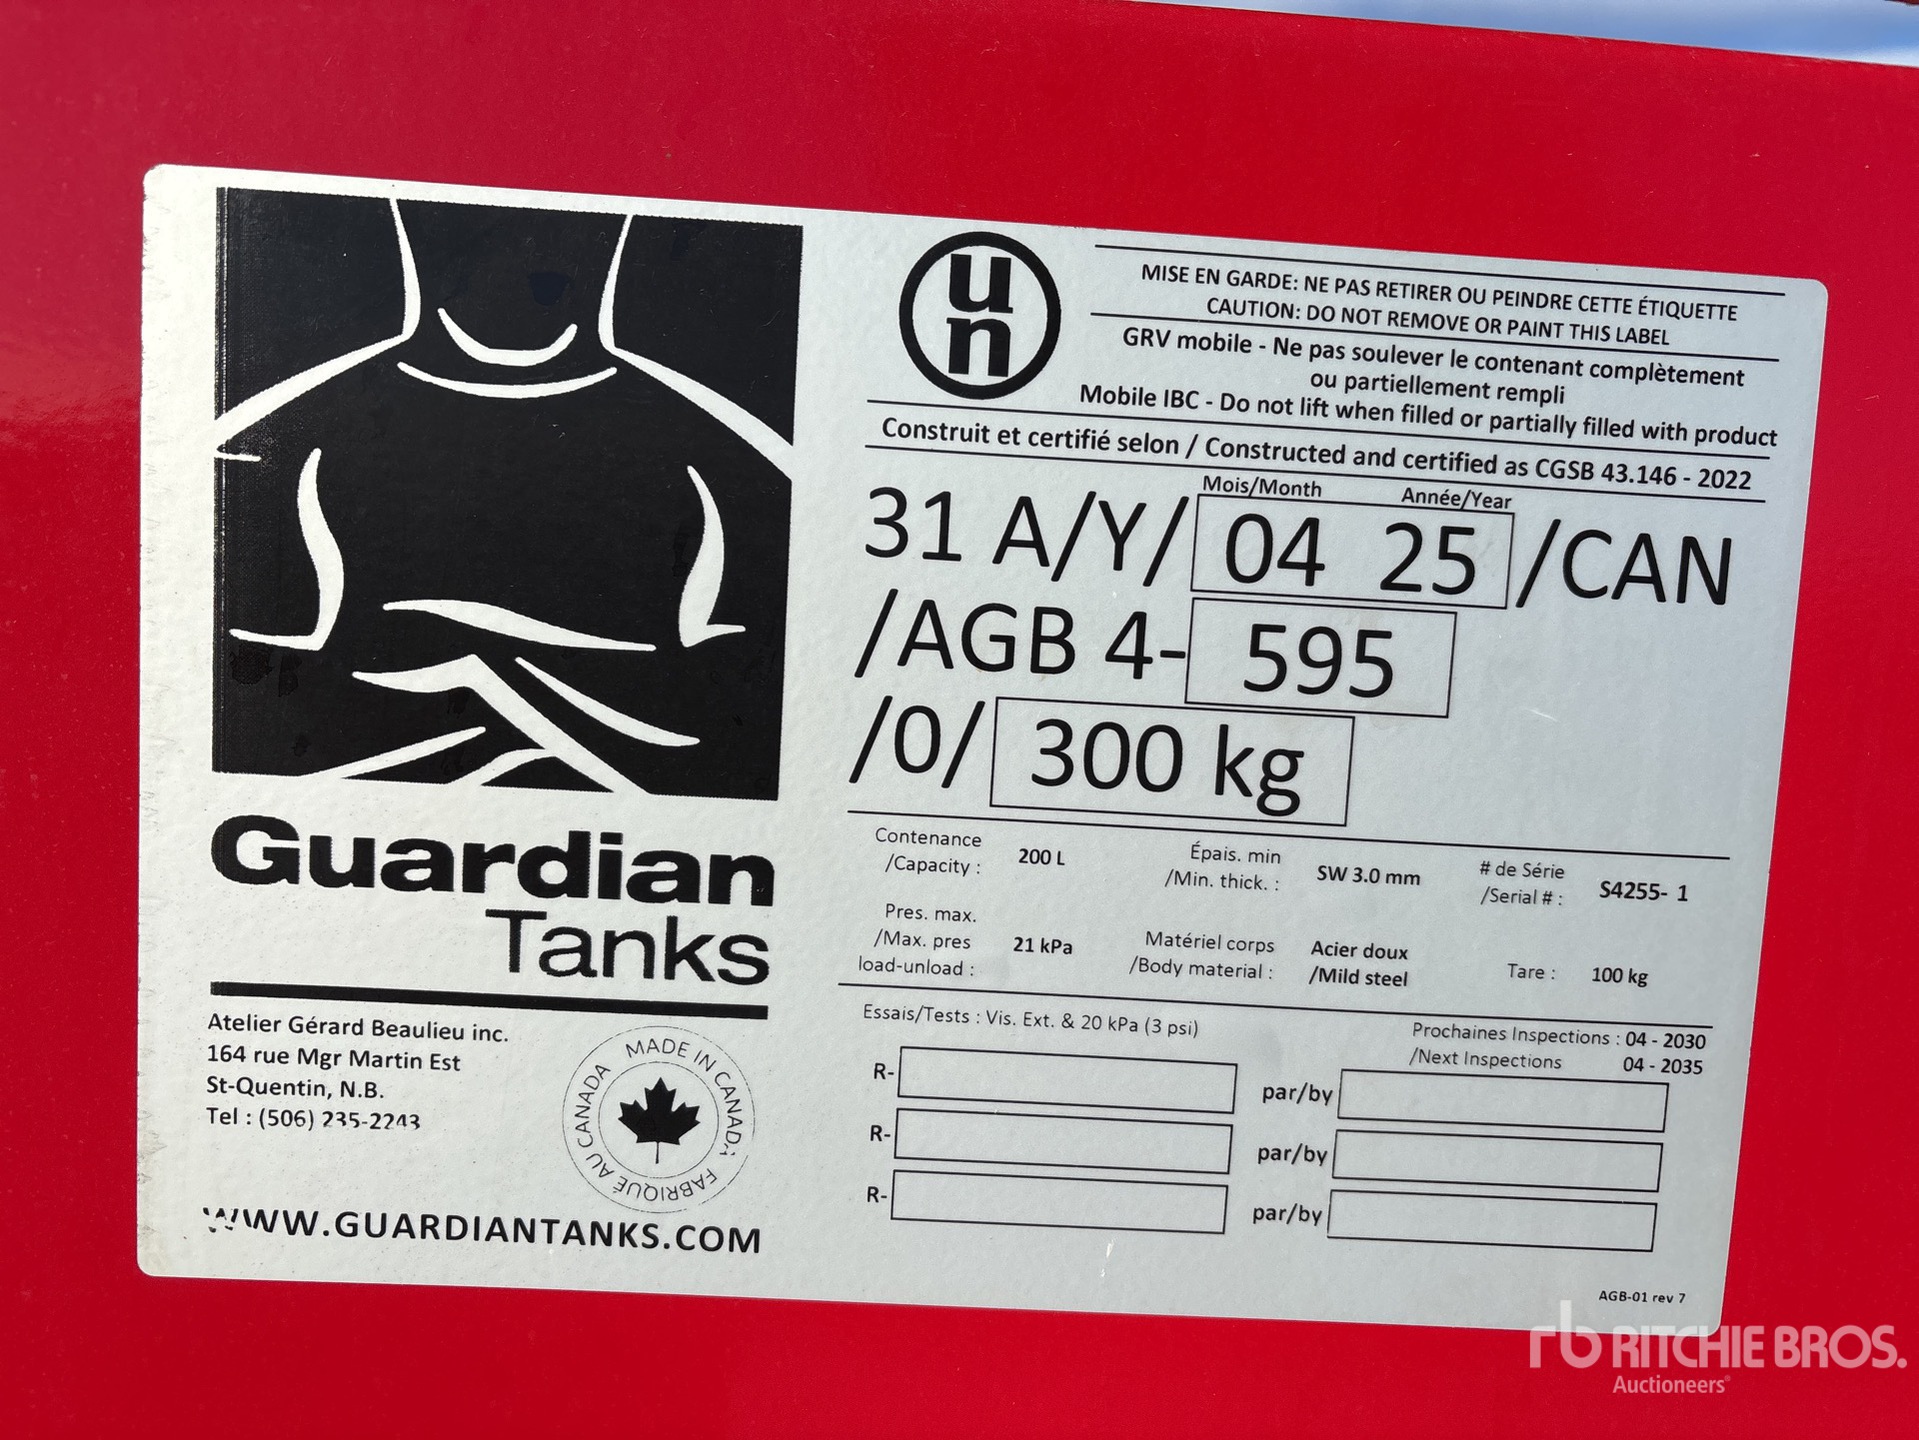 un
MISE EN GARDE: NE PAS RETIRER OU PEINDRE CETTE ÉTIQUETTE
CAUTION: DO NOT REMOVE OR PAINT THIS LABEL
GRV mobile - Ne pas soulever le contenant complètement
ou partiellement rempli
Mobile IBC - Do not lift when filled or partially filled with product
Construit et certifié selon / Constructed and certified as CGSB 43.146 - 2022
Mois/Month Année/Year
31 A/Y/ 04 25 /CAN
/AGB 4- 595
/0/ 300 kg
Contenance
/Capacity : 200 L
Épais. min
/Min. thick. : SW 3.0 mm
# de Série
/Serial # : S4255- 1
Pres. max.
/Max. pres
load-unload : 21 kPa
Matériel corps
/Body material : Acier doux
/Mild steel
Tare : 100 kg
Essais/Tests : Vis. Ext. & 20 kPa (3 psi)
Prochaines Inspections : 04 - 2030
/Next Inspections 04 - 2035
R- par/by
R- par/by
R- par/by
AGB-01 rev 7
Guardian
Tanks
Atelier Gérard Beaulieu inc.
164 rue Mgr Martin Est
St-Quentin, N.B.
Tel : (506) 235-2243
MADE IN CANADA
FABRIQUÉ AU CANADA
WWW.GUARDIANTANKS.COM
rb RITCHIE BROS.
Auctioneers®